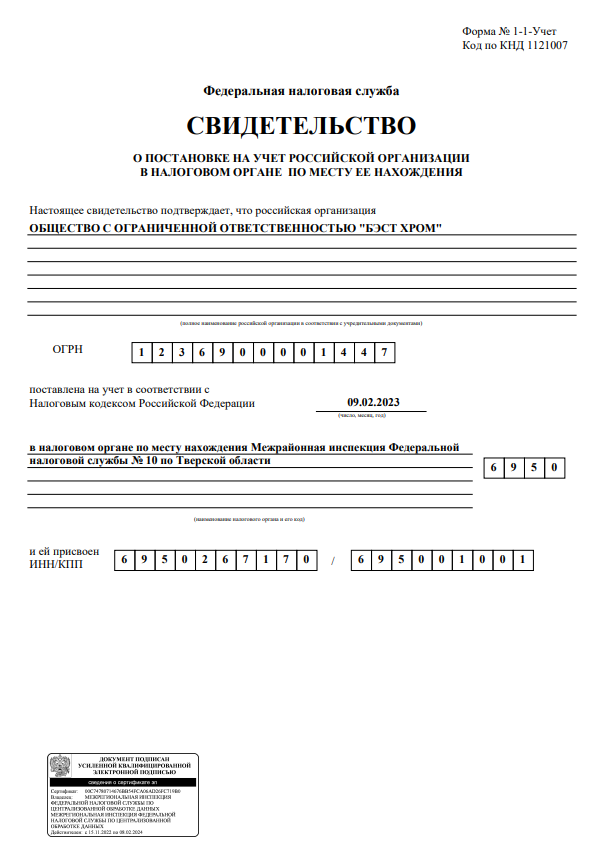 Форма № 1-1-Учет
Код по КНД 1121007
Федеральная налоговая служба
СВИДЕТЕЛЬСТВО
О ПОСТАНОВКЕ НА УЧЕТ РОССИЙСКОЙ ОРГАНИЗАЦИИ
В НАЛОГОВОМ ОРГАНЕ ПО МЕСТУ ЕЕ НАХОЖДЕНИЯ
Настоящее свидетельство подтверждает, что российская организация
ОБЩЕСТВО С ОГРАНИЧЕННОЙ ОТВЕТСТВЕННОСТЬЮ "БЭСТ ХРОМ"
(полное наименование российской организации в соответствии с учредительными документами)
ОГРН 1 2 3 6 9 0 0 0 0 1 4 4 7
поставлена на учет в соответствии с
Налоговым кодексом Российской Федерации 09.02.2023
(число, месяц, год)
в налоговом органе по месту нахождения Межрайонная инспекция Федеральной
налоговой службы № 10 по Тверской области 6 9 5 0
(наименование налогового органа и его код)
и ей присвоен
ИНН/КПП 6 9 5 0 2 6 7 1 7 0 / 6 9 5 0 0 1 0 0 1
ДОКУМЕНТ ПОДПИСАН
УСИЛЕННОЙ КВАЛИФИЦИРОВАННОЙ
ЭЛЕКТРОННОЙ ПОДПИСЬЮ
СВЕДЕНИЯ О СЕРТИФИКАТЕ ЭП
Сертификат:
Владелец: МЕЖРЕГИОНАЛЬНАЯ ИНСПЕКЦИЯ
ФЕДЕРАЛЬНОЙ НАЛОГОВОЙ СЛУЖБЫ ПО
ЦЕНТРАЛИЗОВАННОЙ ОБРАБОТКЕ ДАННЫХ
МЕЖРЕГИОНАЛЬНАЯ ИНСПЕКЦИЯ ФЕДЕРАЛЬНОЙ
НАЛОГОВОЙ СЛУЖБЫ ПО ЦЕНТРАЛИЗОВАННОЙ
ОБРАБОТКЕ ДАННЫХ
Действителен: с 15.11.2022 по 08.02.2024